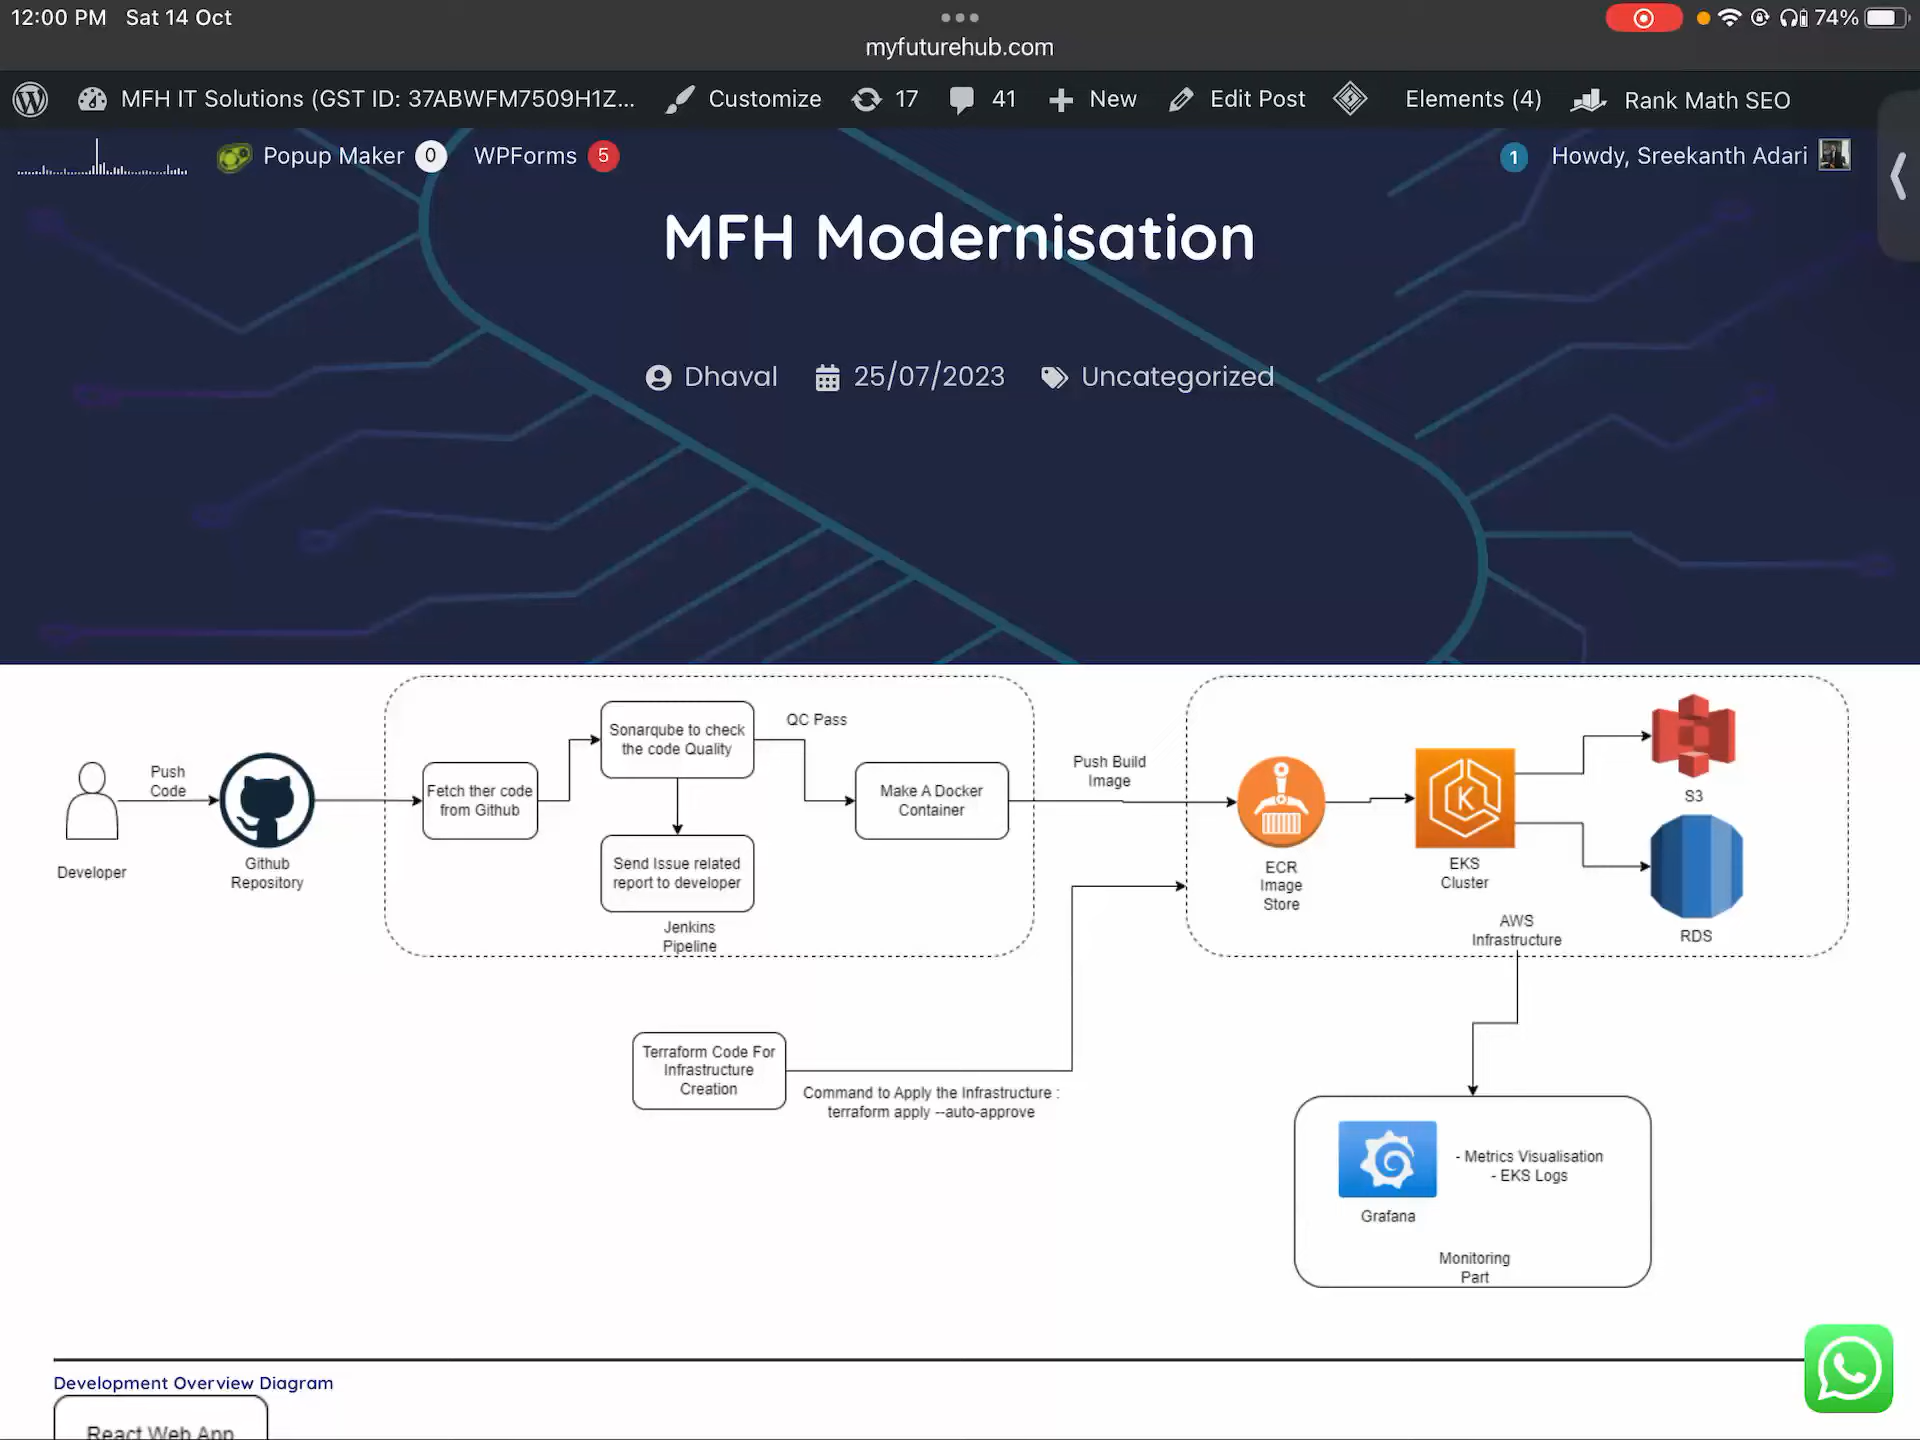 12:00 PM Sat 14 Oct
74%
myfuturehub.com
MFH IT Solutions (GST ID: 37ABWFM7509H1Z... Customize 17 41 New Edit Post Elements (4) Rank Math SEO
Popup Maker 0 WPForms 5 1 Howdy, Sreekanth Adari
MFH Modernisation
Dhaval 25/07/2023 Uncategorized
Push
Code
Developer
Github
Repository
Fetch ther code
from Github
Sonarqube to check
the code Quality
QC Pass
Send Issue related
report to developer
Make A Docker
Container
Jenkins
Pipeline
Push Build
Image
ECR
Image
Store
K
EKS
Cluster
S3
RDS
AWS
Infrastructure
Terraform Code For
Infrastructure
Creation
Command to Apply the Infrastructure :
terraform apply --auto-approve
- Metrics Visualisation
- EKS Logs
Grafana
Monitoring
Part
Development Overview Diagram
React Web App